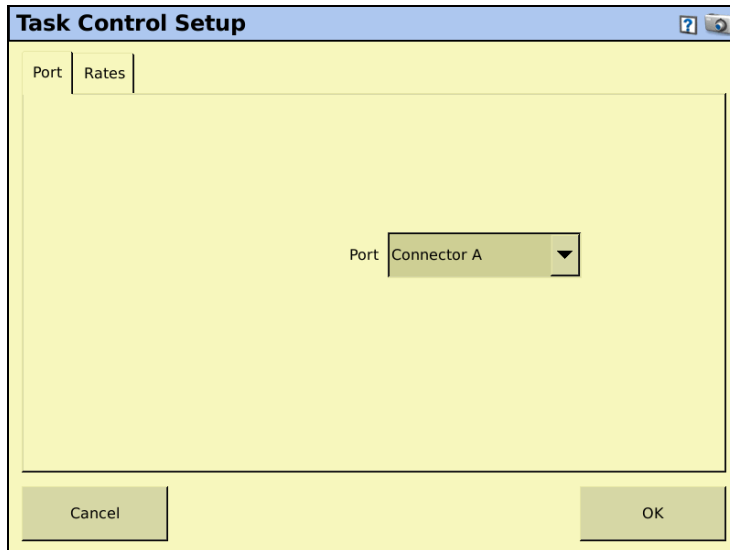 Task Control Setup ?
Port Rates
Port Connector A
Cancel OK